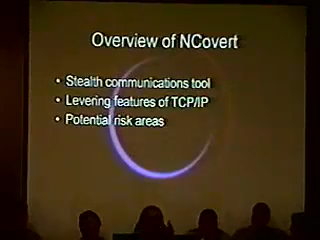 Overview of NCovert
• Stealth communications tool
• Levering features of TCP/IP
• Potential risk areas